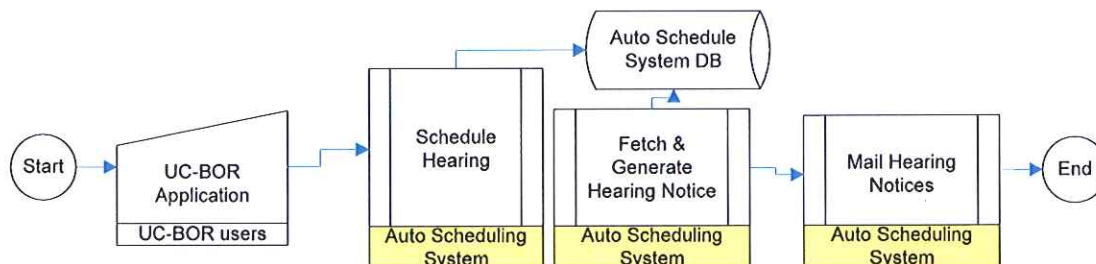 Start
UC-BOR
Application
UC-BOR users
Schedule
Hearing
Auto Scheduling
System
Auto Schedule
System DB
Fetch &
Generate
Hearing Notice
Auto Scheduling
System
Mail Hearing
Notices
Auto Scheduling
System
End